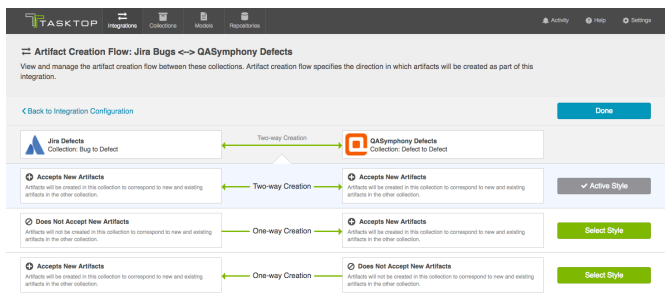 TASKTOP
Integrations
Collections
Models
Repositories
Activity
Help
Settings
Artifact Creation Flow: Jira Bugs <--> QASymphony Defects
View and manage the artifact creation flow between these collections. Artifact creation flow specifies the direction in which artifacts will be created as part of this
integration.
Back to Integration Configuration
Done
Jira Defects
Collection: Bug to Defect
Two-way Creation
QASymphony Defects
Collection: Defect to Defect
Accepts New Artifacts
Artifacts will be created in this collection to correspond to new and existing
artifacts in the other collection.
Two-way Creation
Accepts New Artifacts
Artifacts will be created in this collection to correspond to new and existing
artifacts in the other collection.
Active Style
Does Not Accept New Artifacts
Artifacts will not be created in this collection to correspond to new and existing
artifacts in the other collection.
One-way Creation
Accepts New Artifacts
Artifacts will be created in this collection to correspond to new and existing
artifacts in the other collection.
Select Style
Accepts New Artifacts
Artifacts will be created in this collection to correspond to new and existing
artifacts in the other collection.
One-way Creation
Does Not Accept New Artifacts
Artifacts will not be created in this collection to correspond to new and existing
artifacts in the other collection.
Select Style